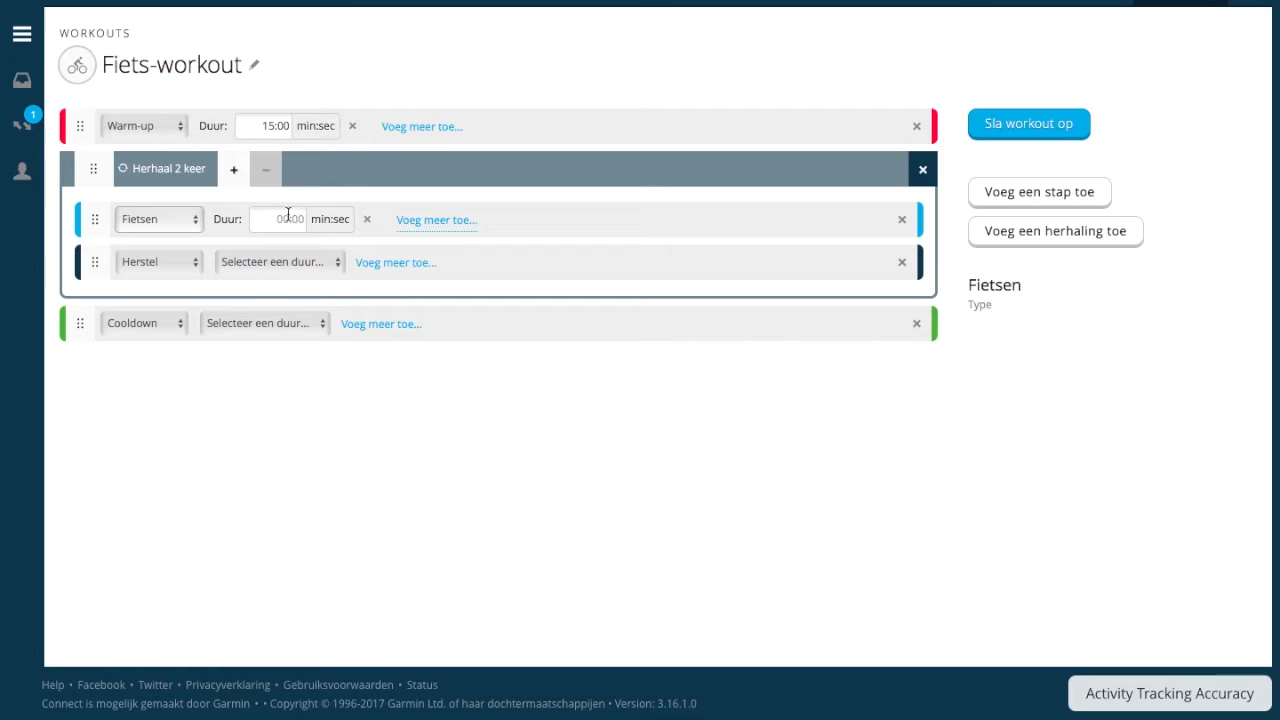 WORKOUTS
Fiets-workout
1
Warm-up Duur: 15:00 min:sec Voeg meer toe...
Herhaal 2 keer + −
Fietsen Duur: 00:00 min:sec Voeg meer toe...
Herstel Selecteer een duur... Voeg meer toe...
Cooldown Selecteer een duur... Voeg meer toe...
Sla workout op
Voeg een stap toe
Voeg een herhaling toe
Fietsen
Type
Help • Facebook • Twitter • Privacyverklaring • Gebruiksvoorwaarden • Status
Connect is mogelijk gemaakt door Garmin • • Copyright © 1996-2017 Garmin Ltd. of haar dochtermaatschappijen • Version: 3.16.1.0
Activity Tracking Accuracy